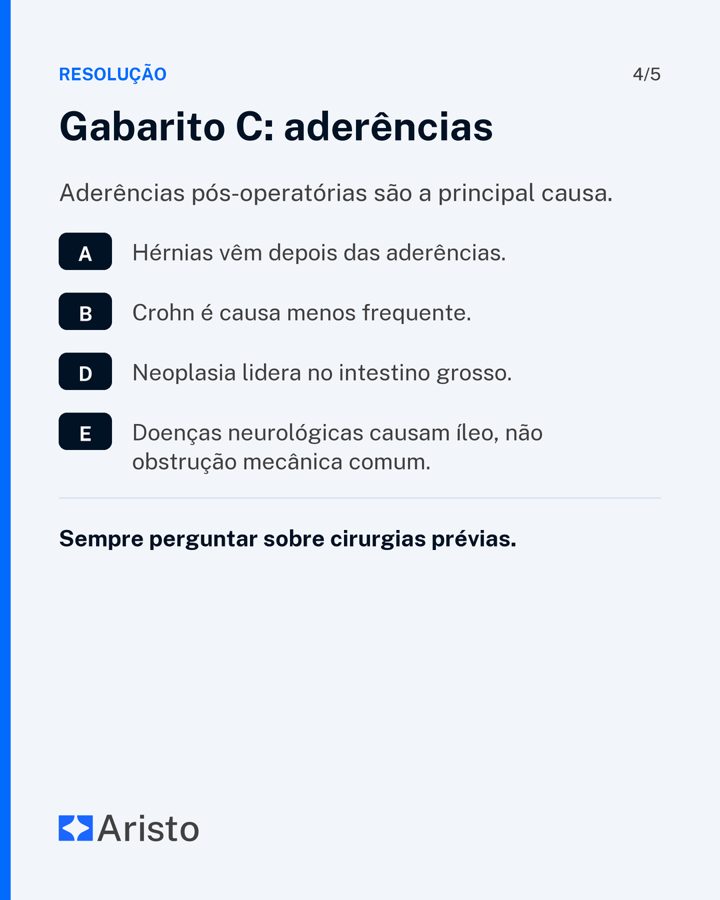 RESOLUÇÃO
4/5
Gabarito C: aderências
Aderências pós-operatórias são a principal causa.
A Hérnias vêm depois das aderências.
B Crohn é causa menos frequente.
D Neoplasia lidera no intestino grosso.
E Doenças neurológicas causam íleo, não
obstrução mecânica comum.
Sempre perguntar sobre cirurgias prévias.
Aristo